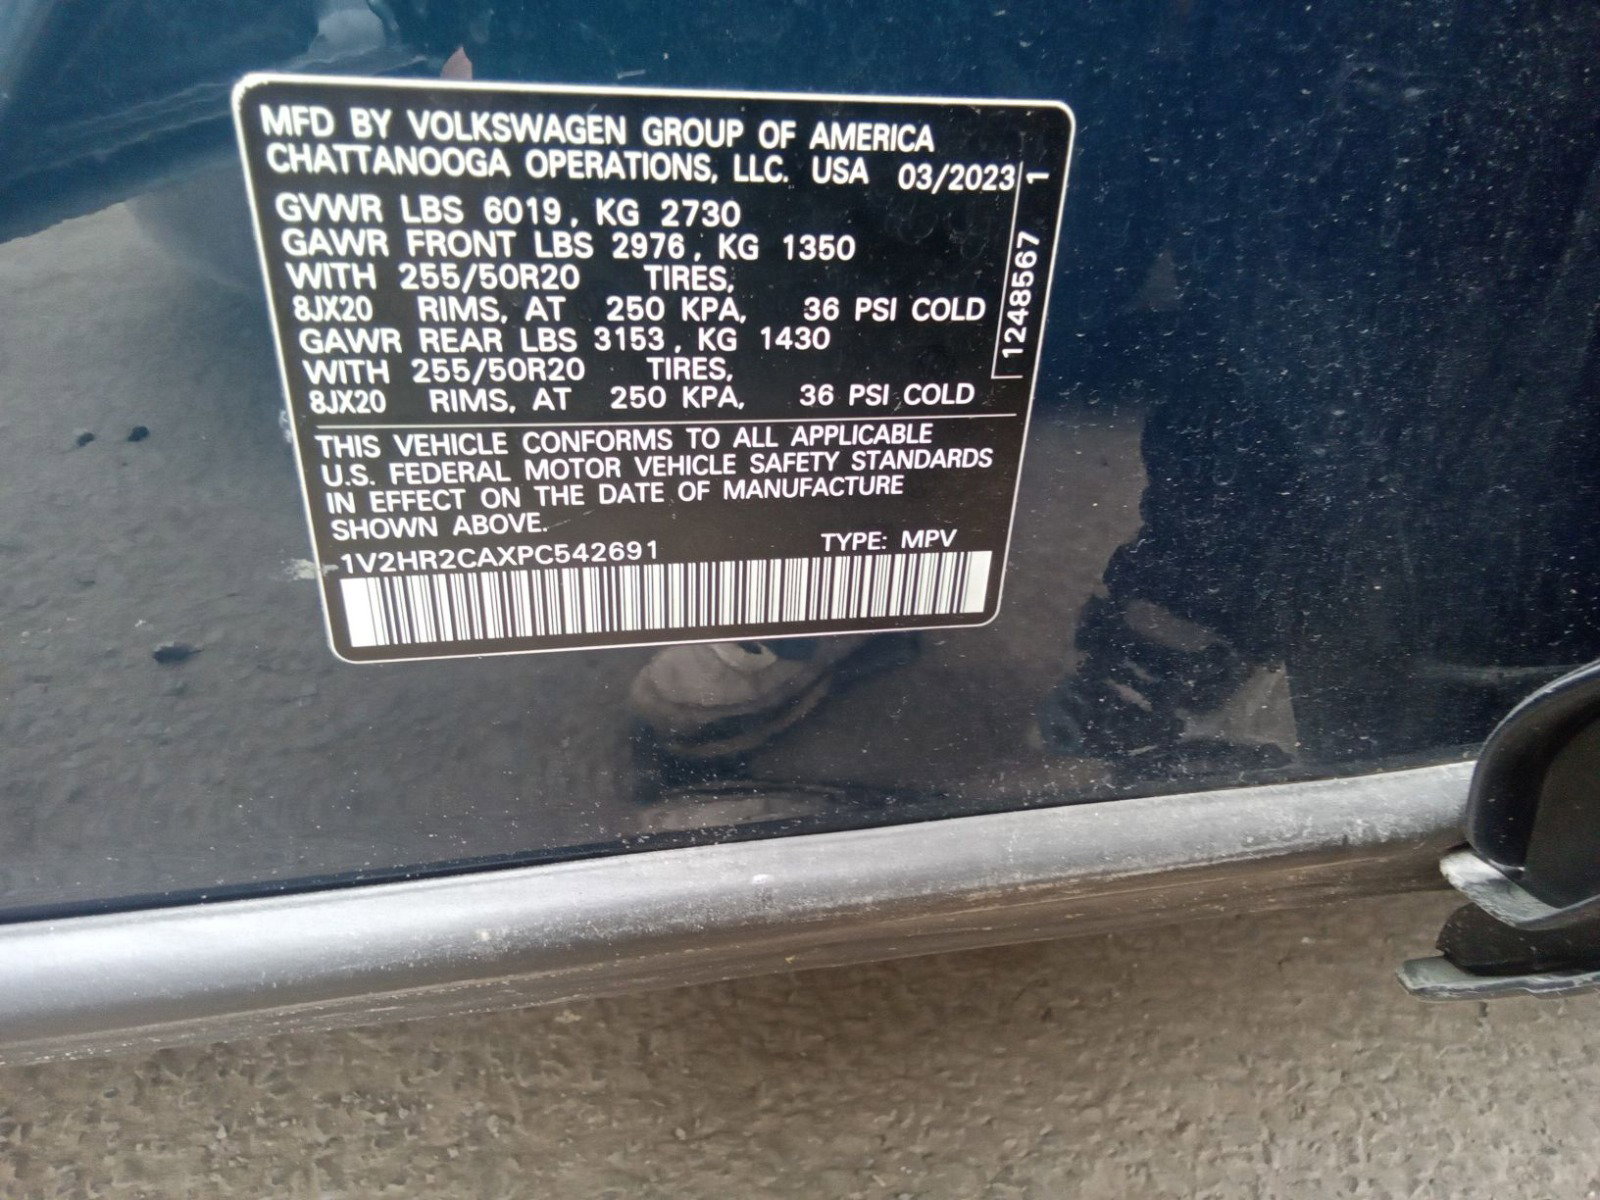 MFD BY VOLKSWAGEN GROUP OF AMERICA
CHATTANOOGA OPERATIONS, LLC. USA 03/2023
GVWR LBS 6019, KG 2730
GAWR FRONT LBS 2976, KG 1350
WITH 255/50R20 TIRES,
8JX20 RIMS, AT 250 KPA, 36 PSI COLD
GAWR REAR LBS 3153, KG 1430
WITH 255/50R20 TIRES,
8JX20 RIMS, AT 250 KPA, 36 PSI COLD
1248567 1
THIS VEHICLE CONFORMS TO ALL APPLICABLE
U.S. FEDERAL MOTOR VEHICLE SAFETY STANDARDS
IN EFFECT ON THE DATE OF MANUFACTURE
SHOWN ABOVE.
1V2HR2CAXPC542691 TYPE: MPV